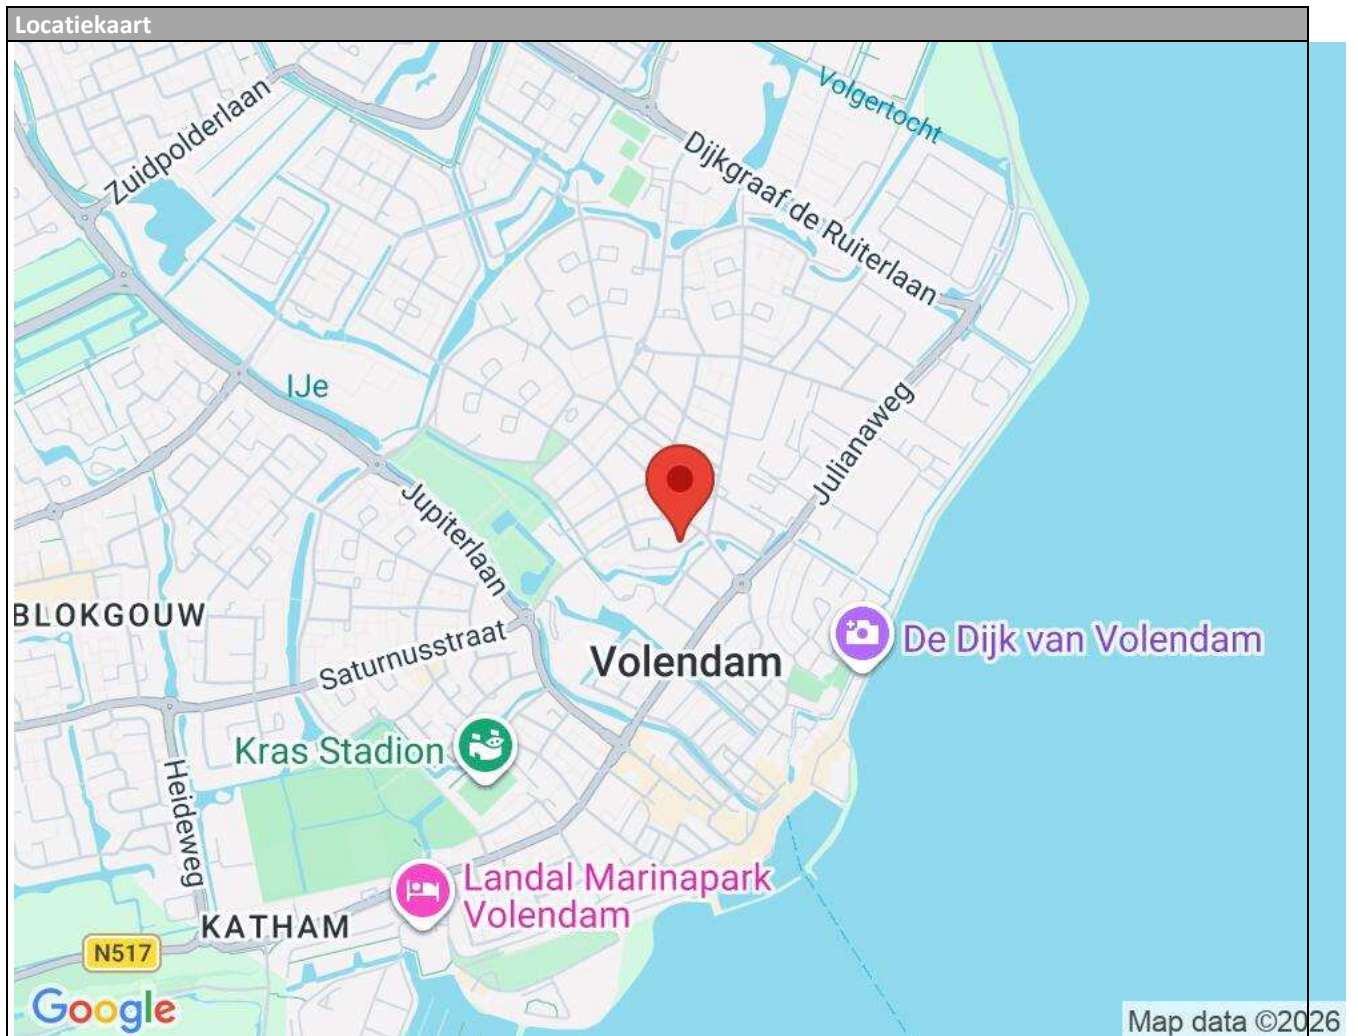 Locatiekaart
Volgertocht
Zuidpolderlaan
Dijkgraaf de Ruiterlaan
IJe
Julianaweg
Jupiterlaan
BLOKGOUW
Saturnusstraat
De Dijk van Volendam
Volendam
Kras Stadion
Heideweg
Landal Marinapark
Volendam
KATHAM
N517
Google
Map data ©2026